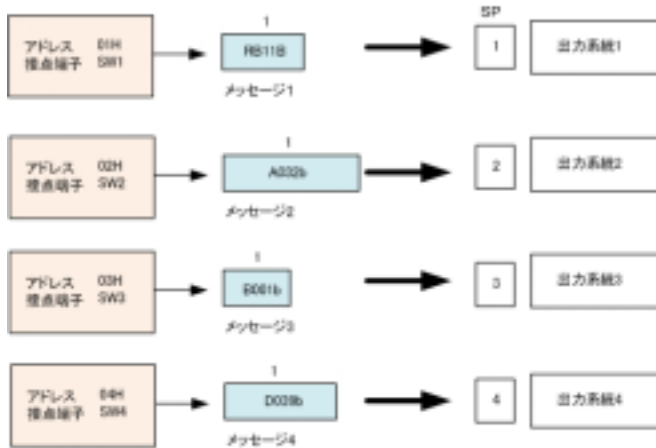 SP
1
アドレス 01H
接点端子 SW1
RB11B
1
出力系統1
メッセージ1
1
アドレス 02H
接点端子 SW2
A032b
2
出力系統2
メッセージ2
1
アドレス 03H
接点端子 SW3
B001b
3
出力系統3
メッセージ3
1
アドレス 04H
接点端子 SW4
D039b
4
出力系統4
メッセージ4